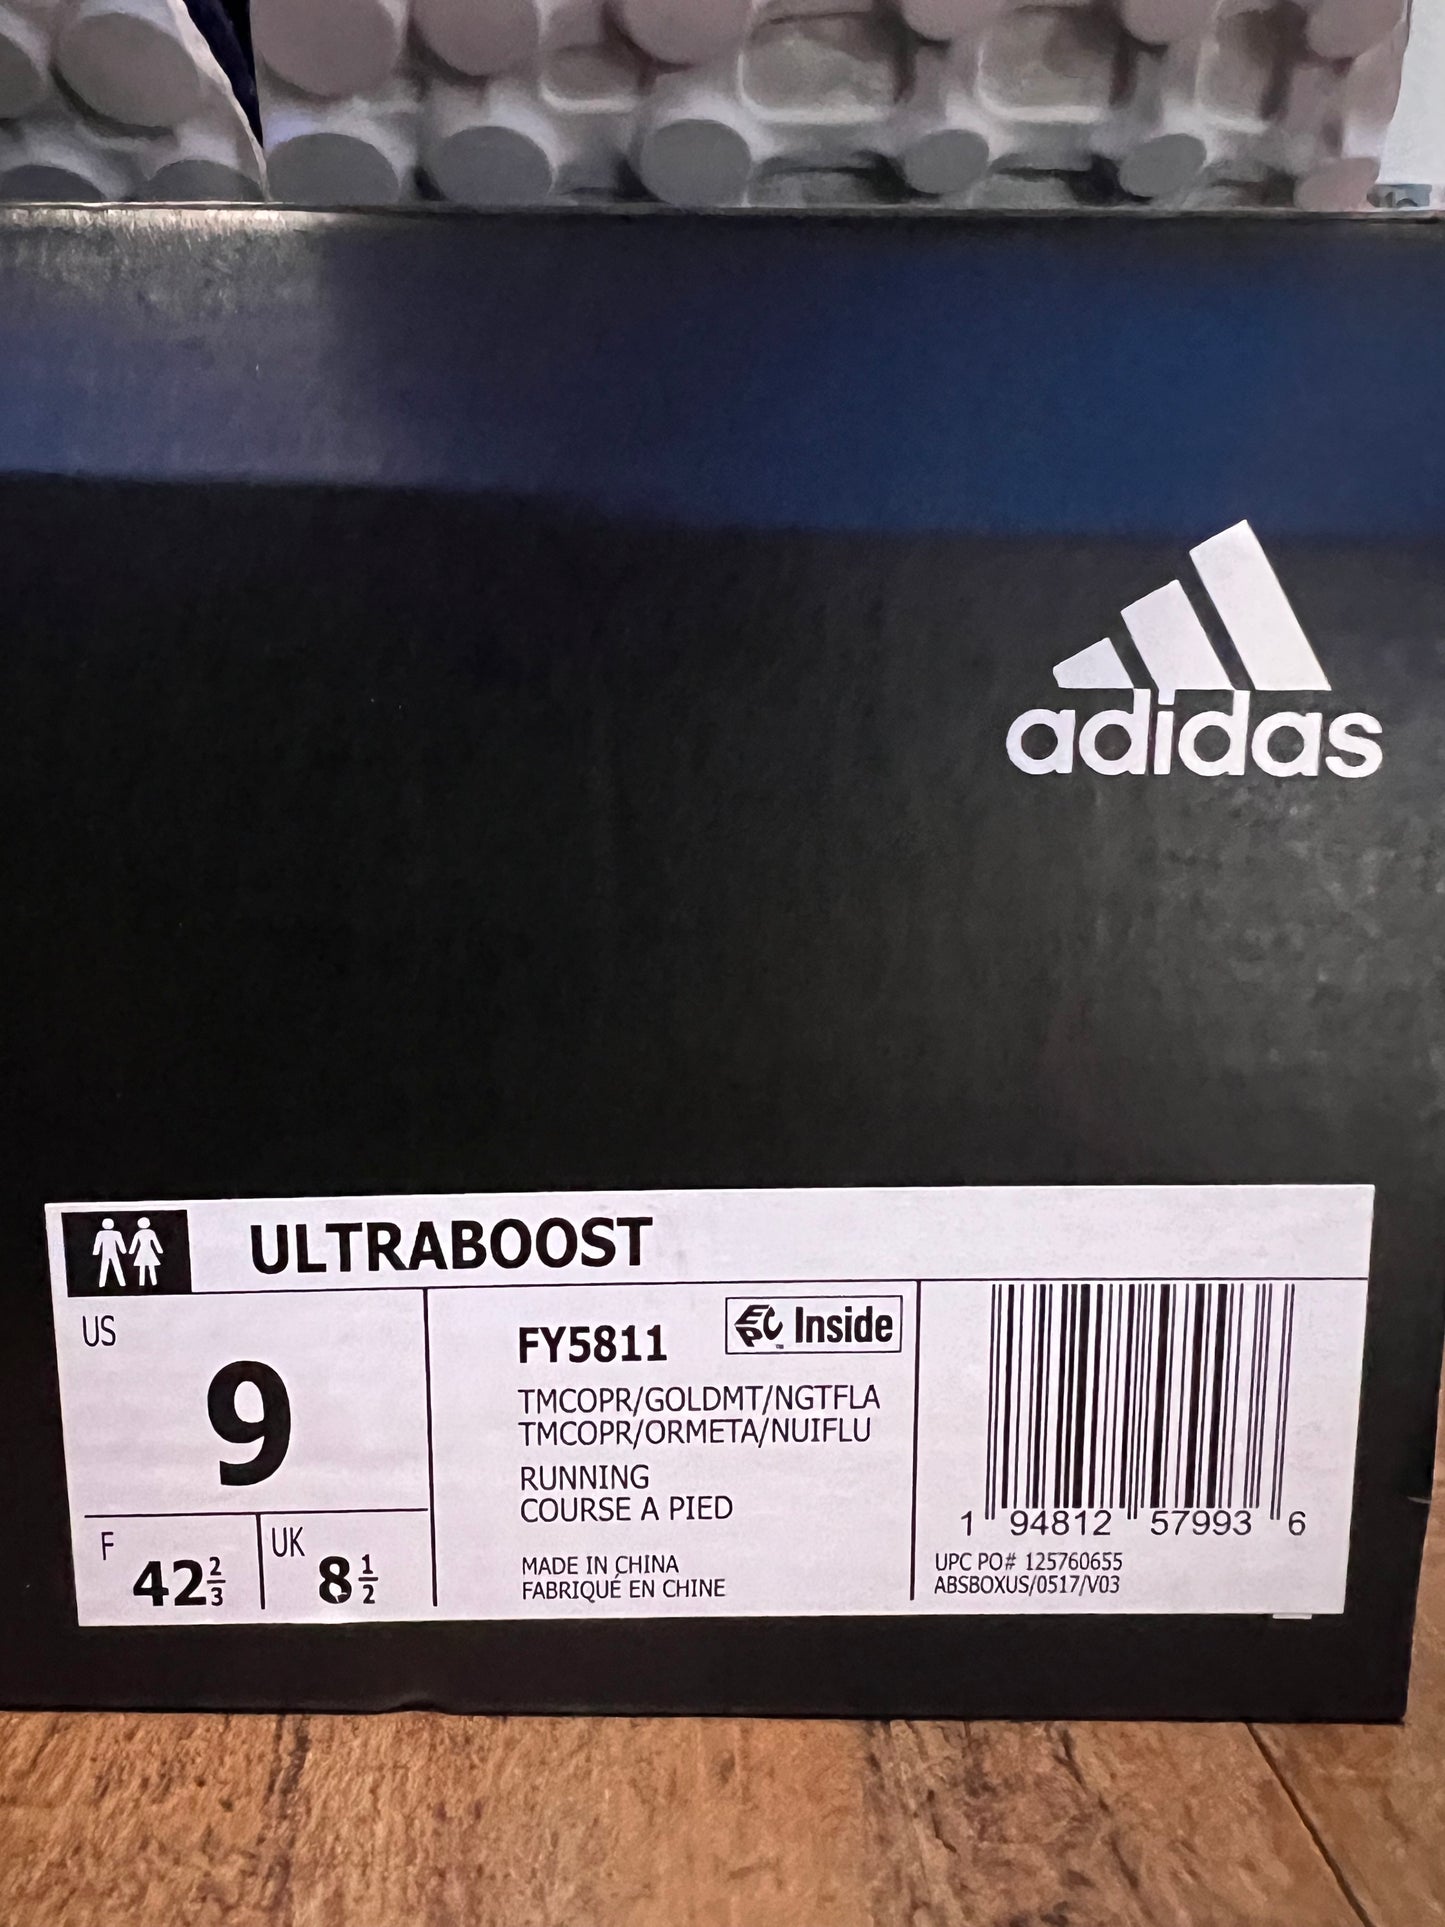 adidas
ULTRABOOST
US
9
F
42 2/3
UK
8 1/2
FY5811
EPC Inside
TMCOPR/GOLDMT/NGTFLA
TMCOPR/ORMETA/NUIFLU
RUNNING
COURSE A PIED
MADE IN CHINA
FABRIQUÉ EN CHINE
1 94812 57993 6
UPC PO# 125760655
ABSBOXUS/0517/V03